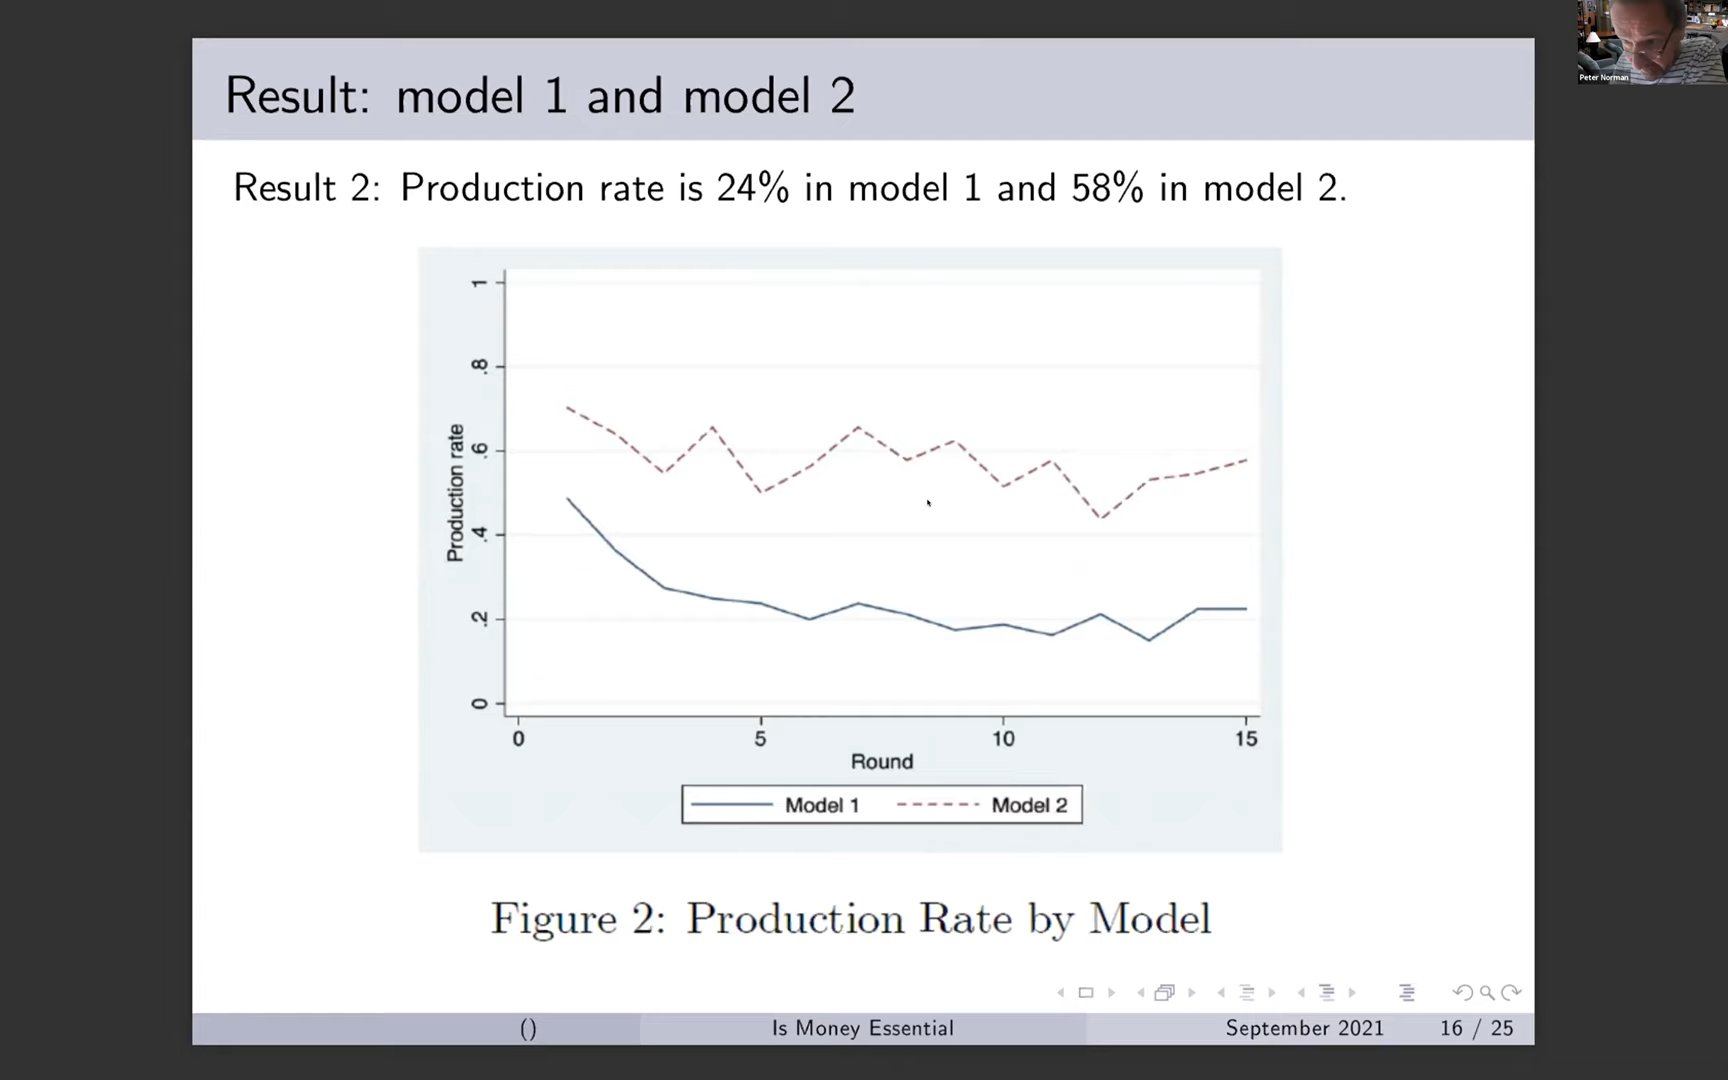 Peter Norman
Result: model 1 and model 2
Result 2: Production rate is 24% in model 1 and 58% in model 2.
Production rate
1
.8
.6
.4
.2
0
0 5 10 15
Round
Model 1 Model 2
Figure 2: Production Rate by Model
() Is Money Essential September 2021 16 / 25